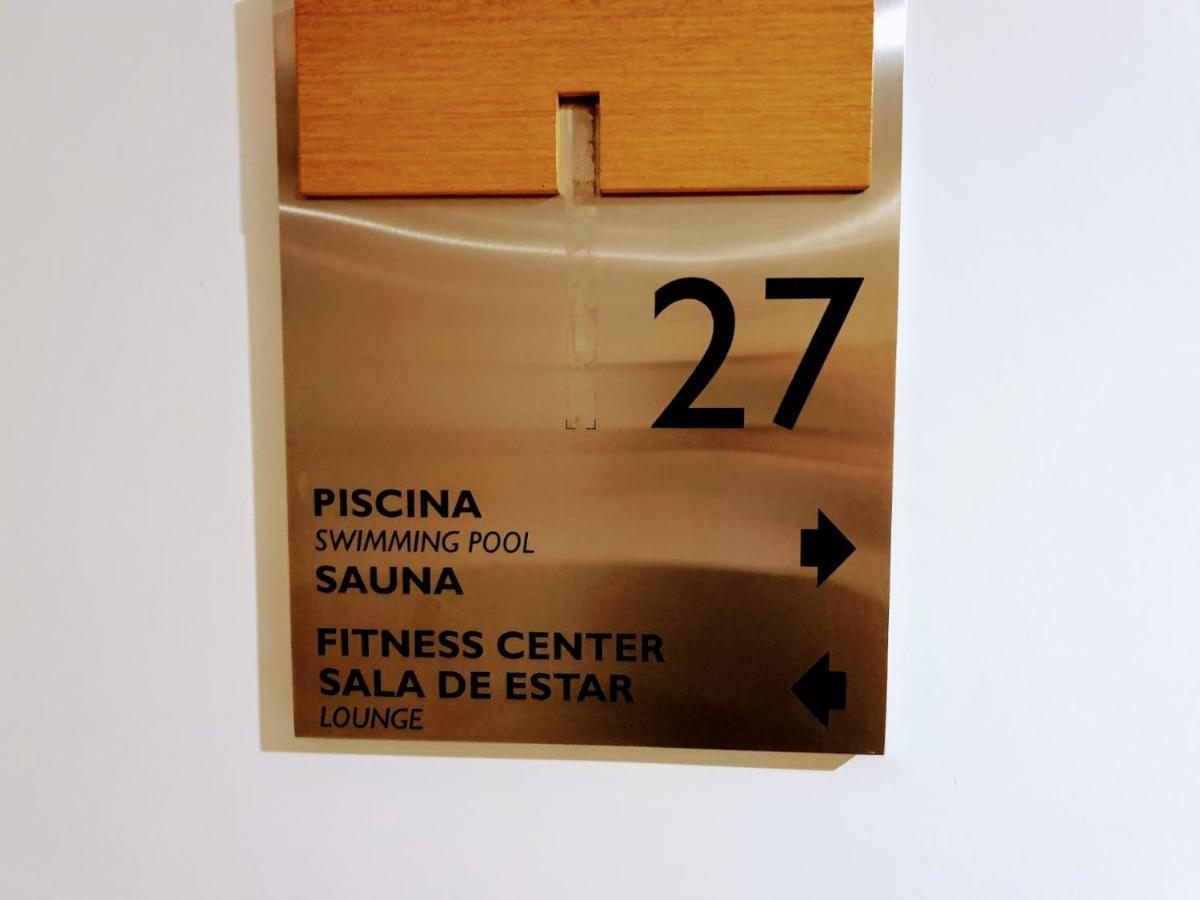 27
PISCINA
SWIMMING POOL
SAUNA
FITNESS CENTER
SALA DE ESTAR
LOUNGE